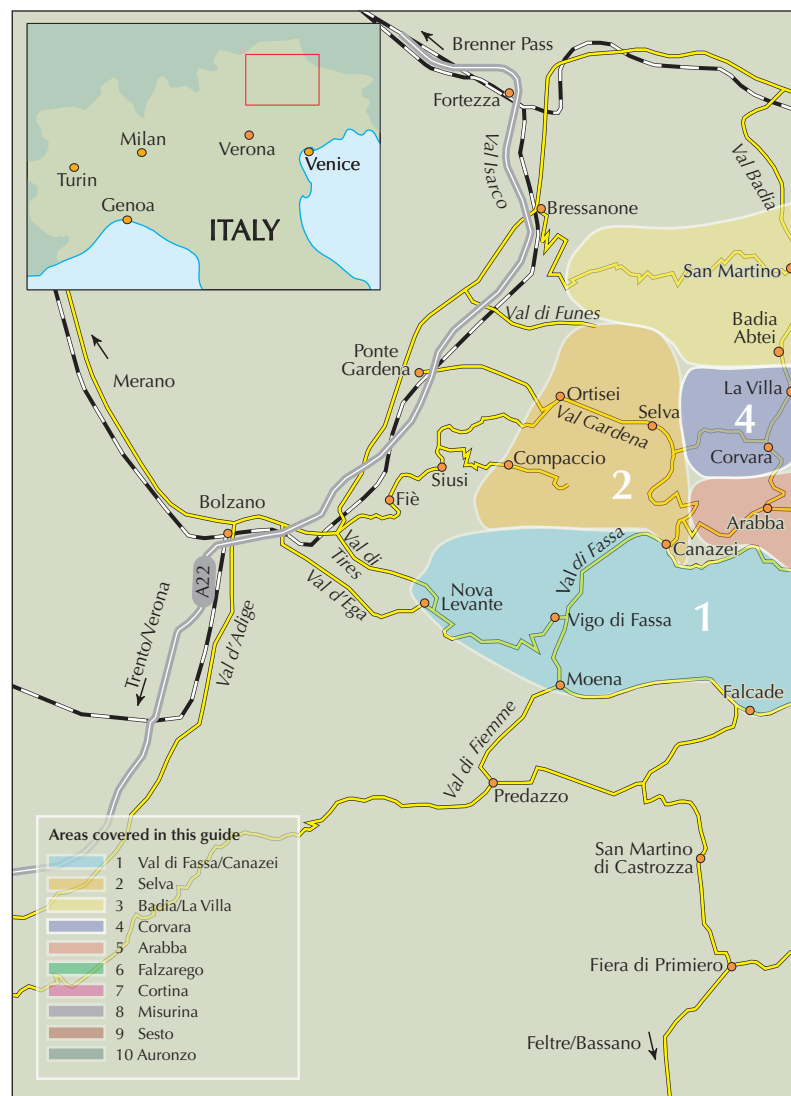 Brenner Pass
Fortezza
Milan
Verona
Venice
Turin
Genoa
ITALY
Val Isarco
Val Badia
Bressanone
San Martino
Val di Funes
Badia
Abtei
Ponte
Gardena
Merano
Ortisei
La Villa
Val Gardena
Selva
4
Corvara
Siusi
Compaccio
2
Fiè
Bolzano
Arabba
Val di
Tires
Val di Fassa
Canazei
A22
Val d'Ega
Nova
Levante
Vigo di Fassa
1
Trento/Verona
Val d'Adige
Moena
Falcade
Val di Fiemme
Predazzo
Areas covered in this guide
1 Val di Fassa/Canazei
2 Selva
3 Badia/La Villa
4 Corvara
5 Arabba
6 Falzarego
7 Cortina
8 Misurina
9 Sesto
10 Auronzo
San Martino
di Castrozza
Fiera di Primiero
Feltre/Bassano